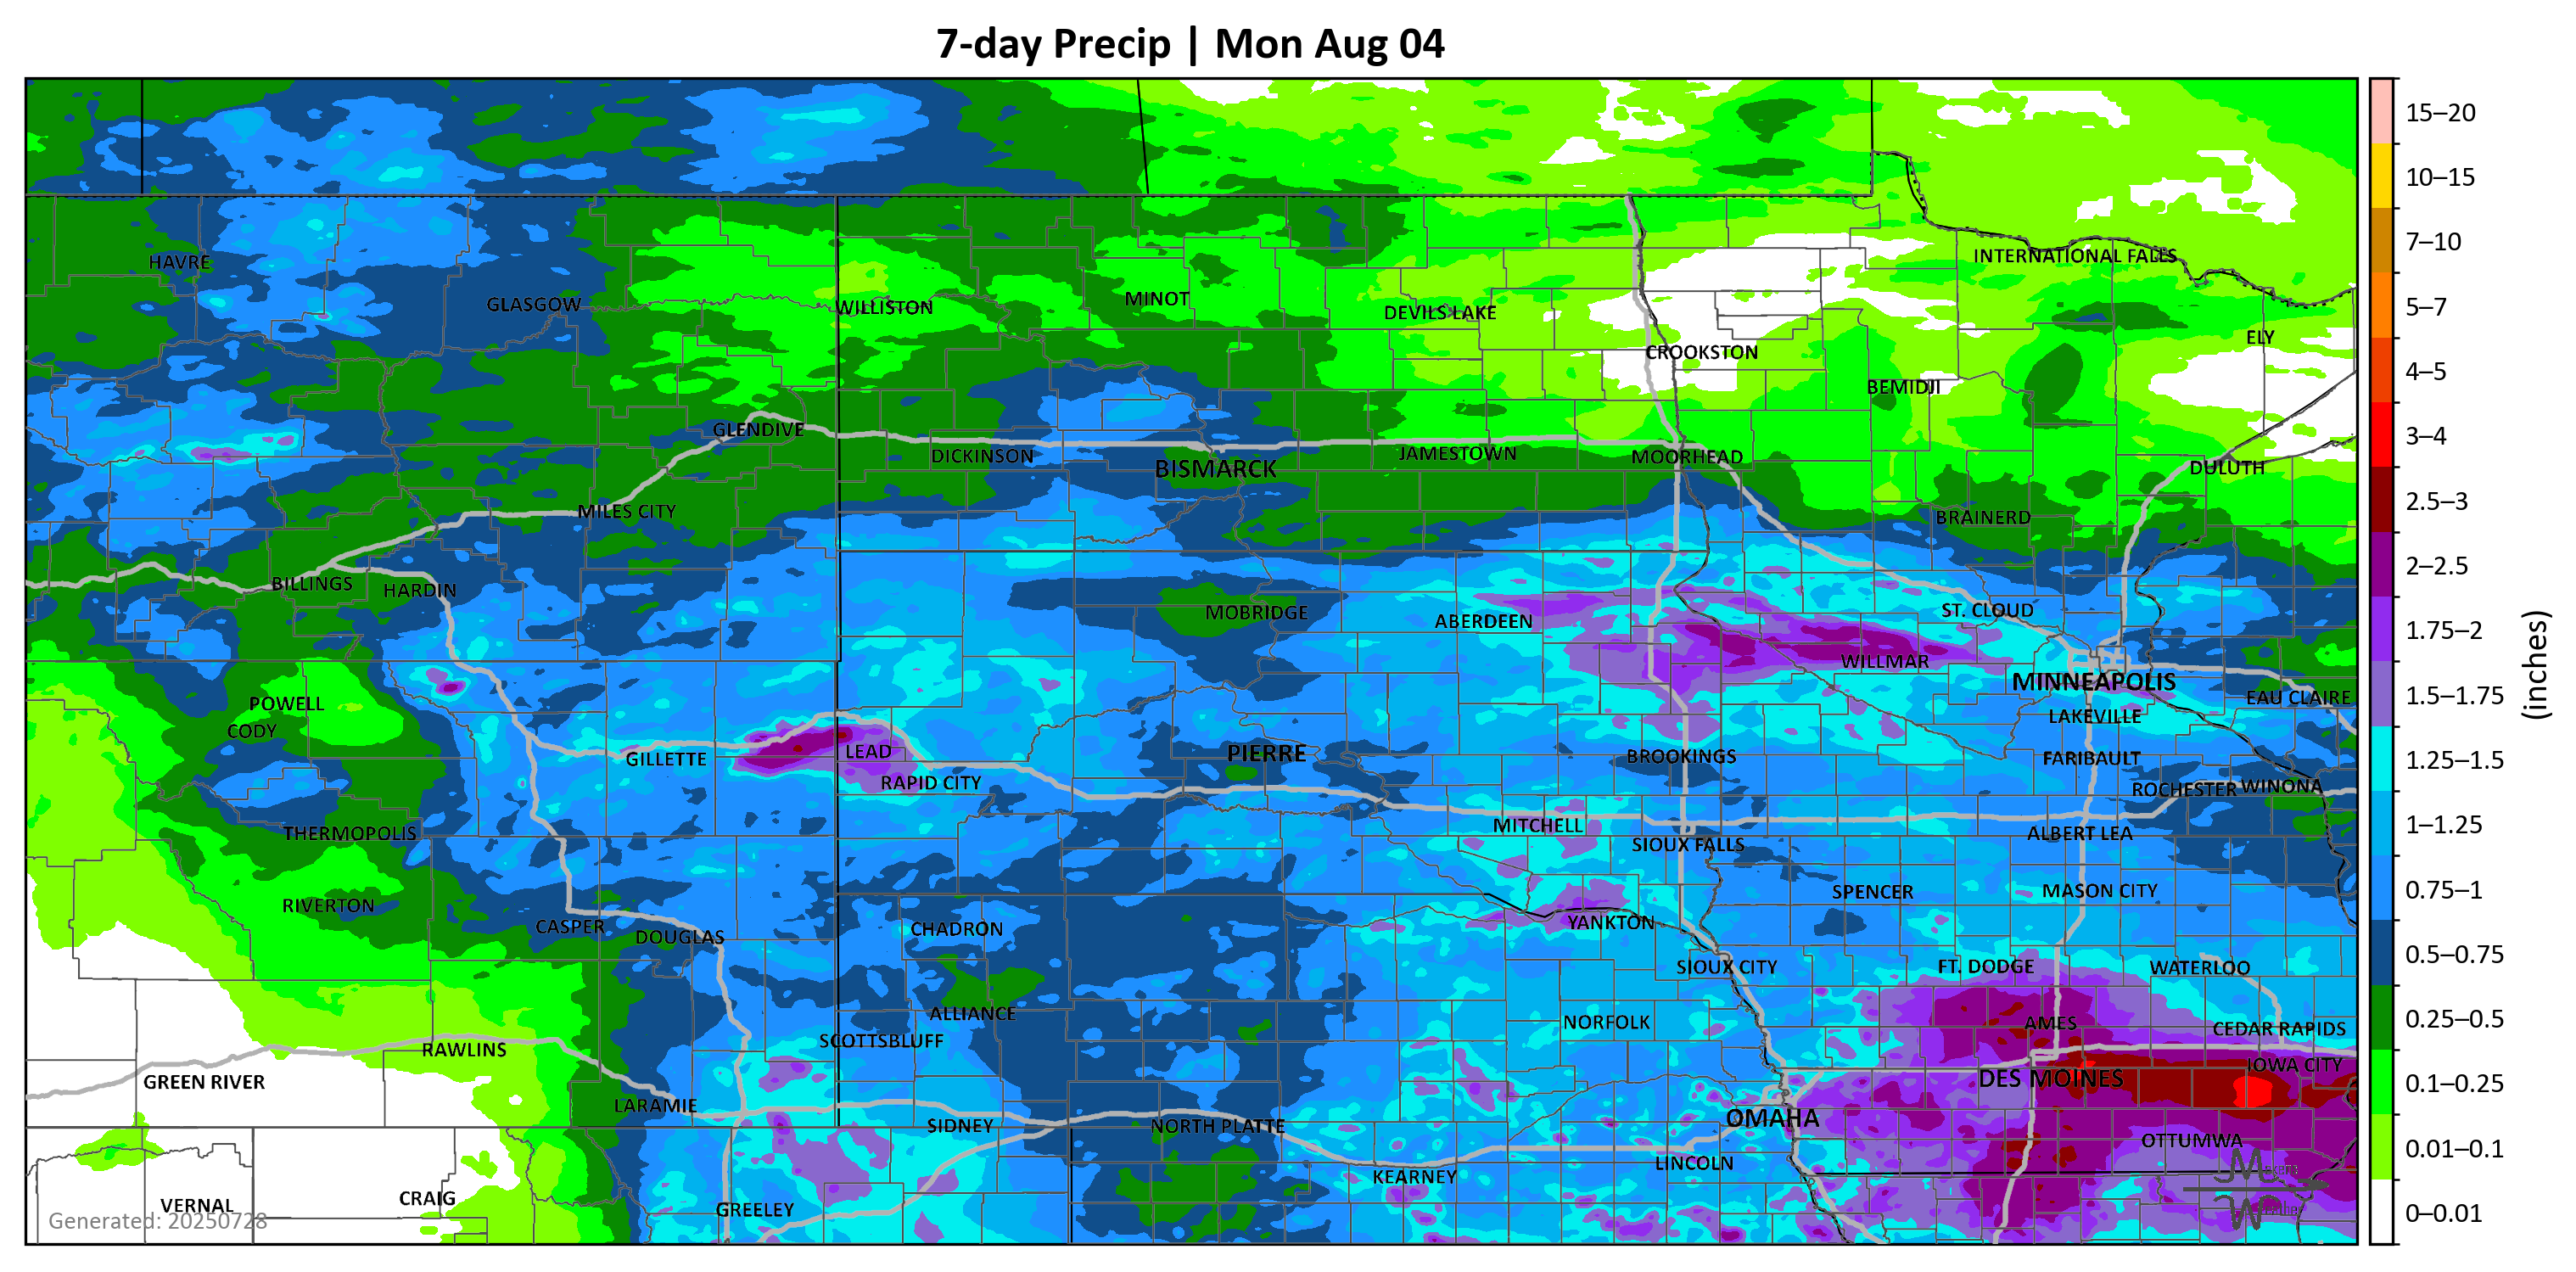 7-day Precip | Mon Aug 04
HAVRE
GLASGOW
WILLISTON
MINOT
DEVILS LAKE
INTERNATIONAL FALLS
ELY
CROOKSTON
BEMIDJI
GLENDIVE
DICKINSON
BISMARCK
JAMESTOWN
MOORHEAD
DULUTH
MILES CITY
BRAINERD
BILLINGS
HARDIN
MOBRIDGE
ABERDEEN
ST. CLOUD
WILLMAR
MINNEAPOLIS
EAU CLAIRE
POWELL
CODY
LAKEVILLE
GILLETTE
LEAD
PIERRE
BROOKINGS
FARIBAULT
RAPID CITY
ROCHESTER
WINONA
THERMOPOLIS
MITCHELL
SIOUX FALLS
ALBERT LEA
RIVERTON
SPENCER
MASON CITY
CASPER
DOUGLAS
CHADRON
YANKTON
SIOUX CITY
FT. DODGE
WATERLOO
ALLIANCE
NORFOLK
AMES
CEDAR RAPIDS
SCOTTSBLUFF
RAWLINS
IOWA CITY
GREEN RIVER
DES MOINES
LARAMIE
SIDNEY
NORTH PLATTE
OMAHA
OTTUMWA
LINCOLN
KEARNEY
VERNAL
CRAIG
GREELEY
Generated: 20250728
15–20
10–15
7–10
5–7
4–5
3–4
2.5–3
2–2.5
1.75–2
1.5–1.75
1.25–1.5
1–1.25
0.75–1
0.5–0.75
0.25–0.5
0.1–0.25
0.01–0.1
0–0.01
(inches)